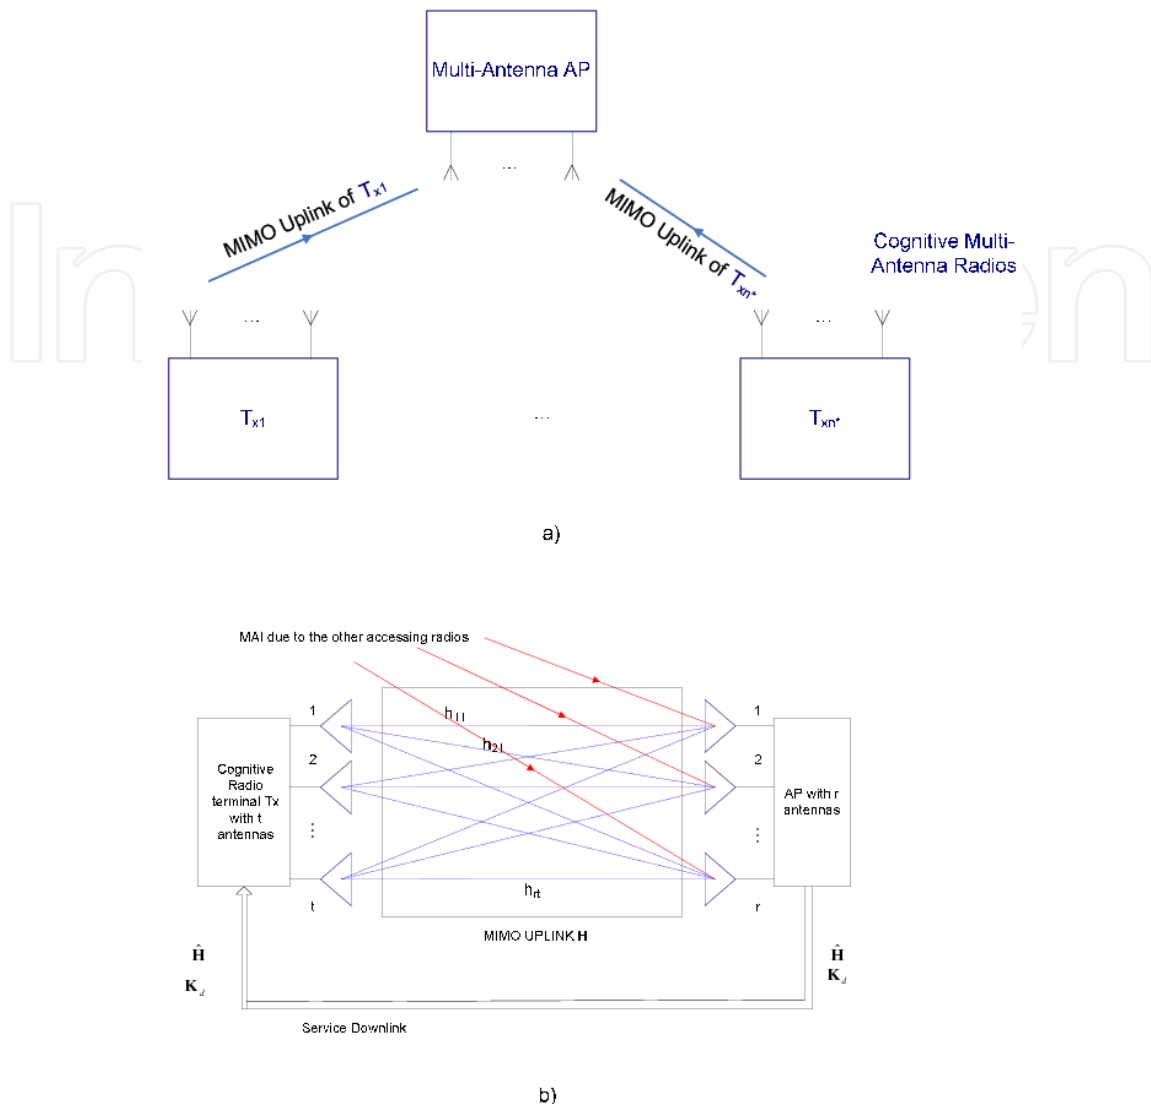 Multi-Antenna AP
...
MIMO Uplink of Tx1
MIMO Uplink of Txn*
Cognitive Multi-
Antenna Radios
...
...
Tx1
...
Txn*
a)
MAI due to the other accessing radios
1
h11
1
2
h21
2
Cognitive
Radio
terminal Tx
with t
antennas
AP with r
antennas
...
...
t
hrt
r
MIMO UPLINK H
Ĥ
Kd
Ĥ
Kd
Service Downlink
b)